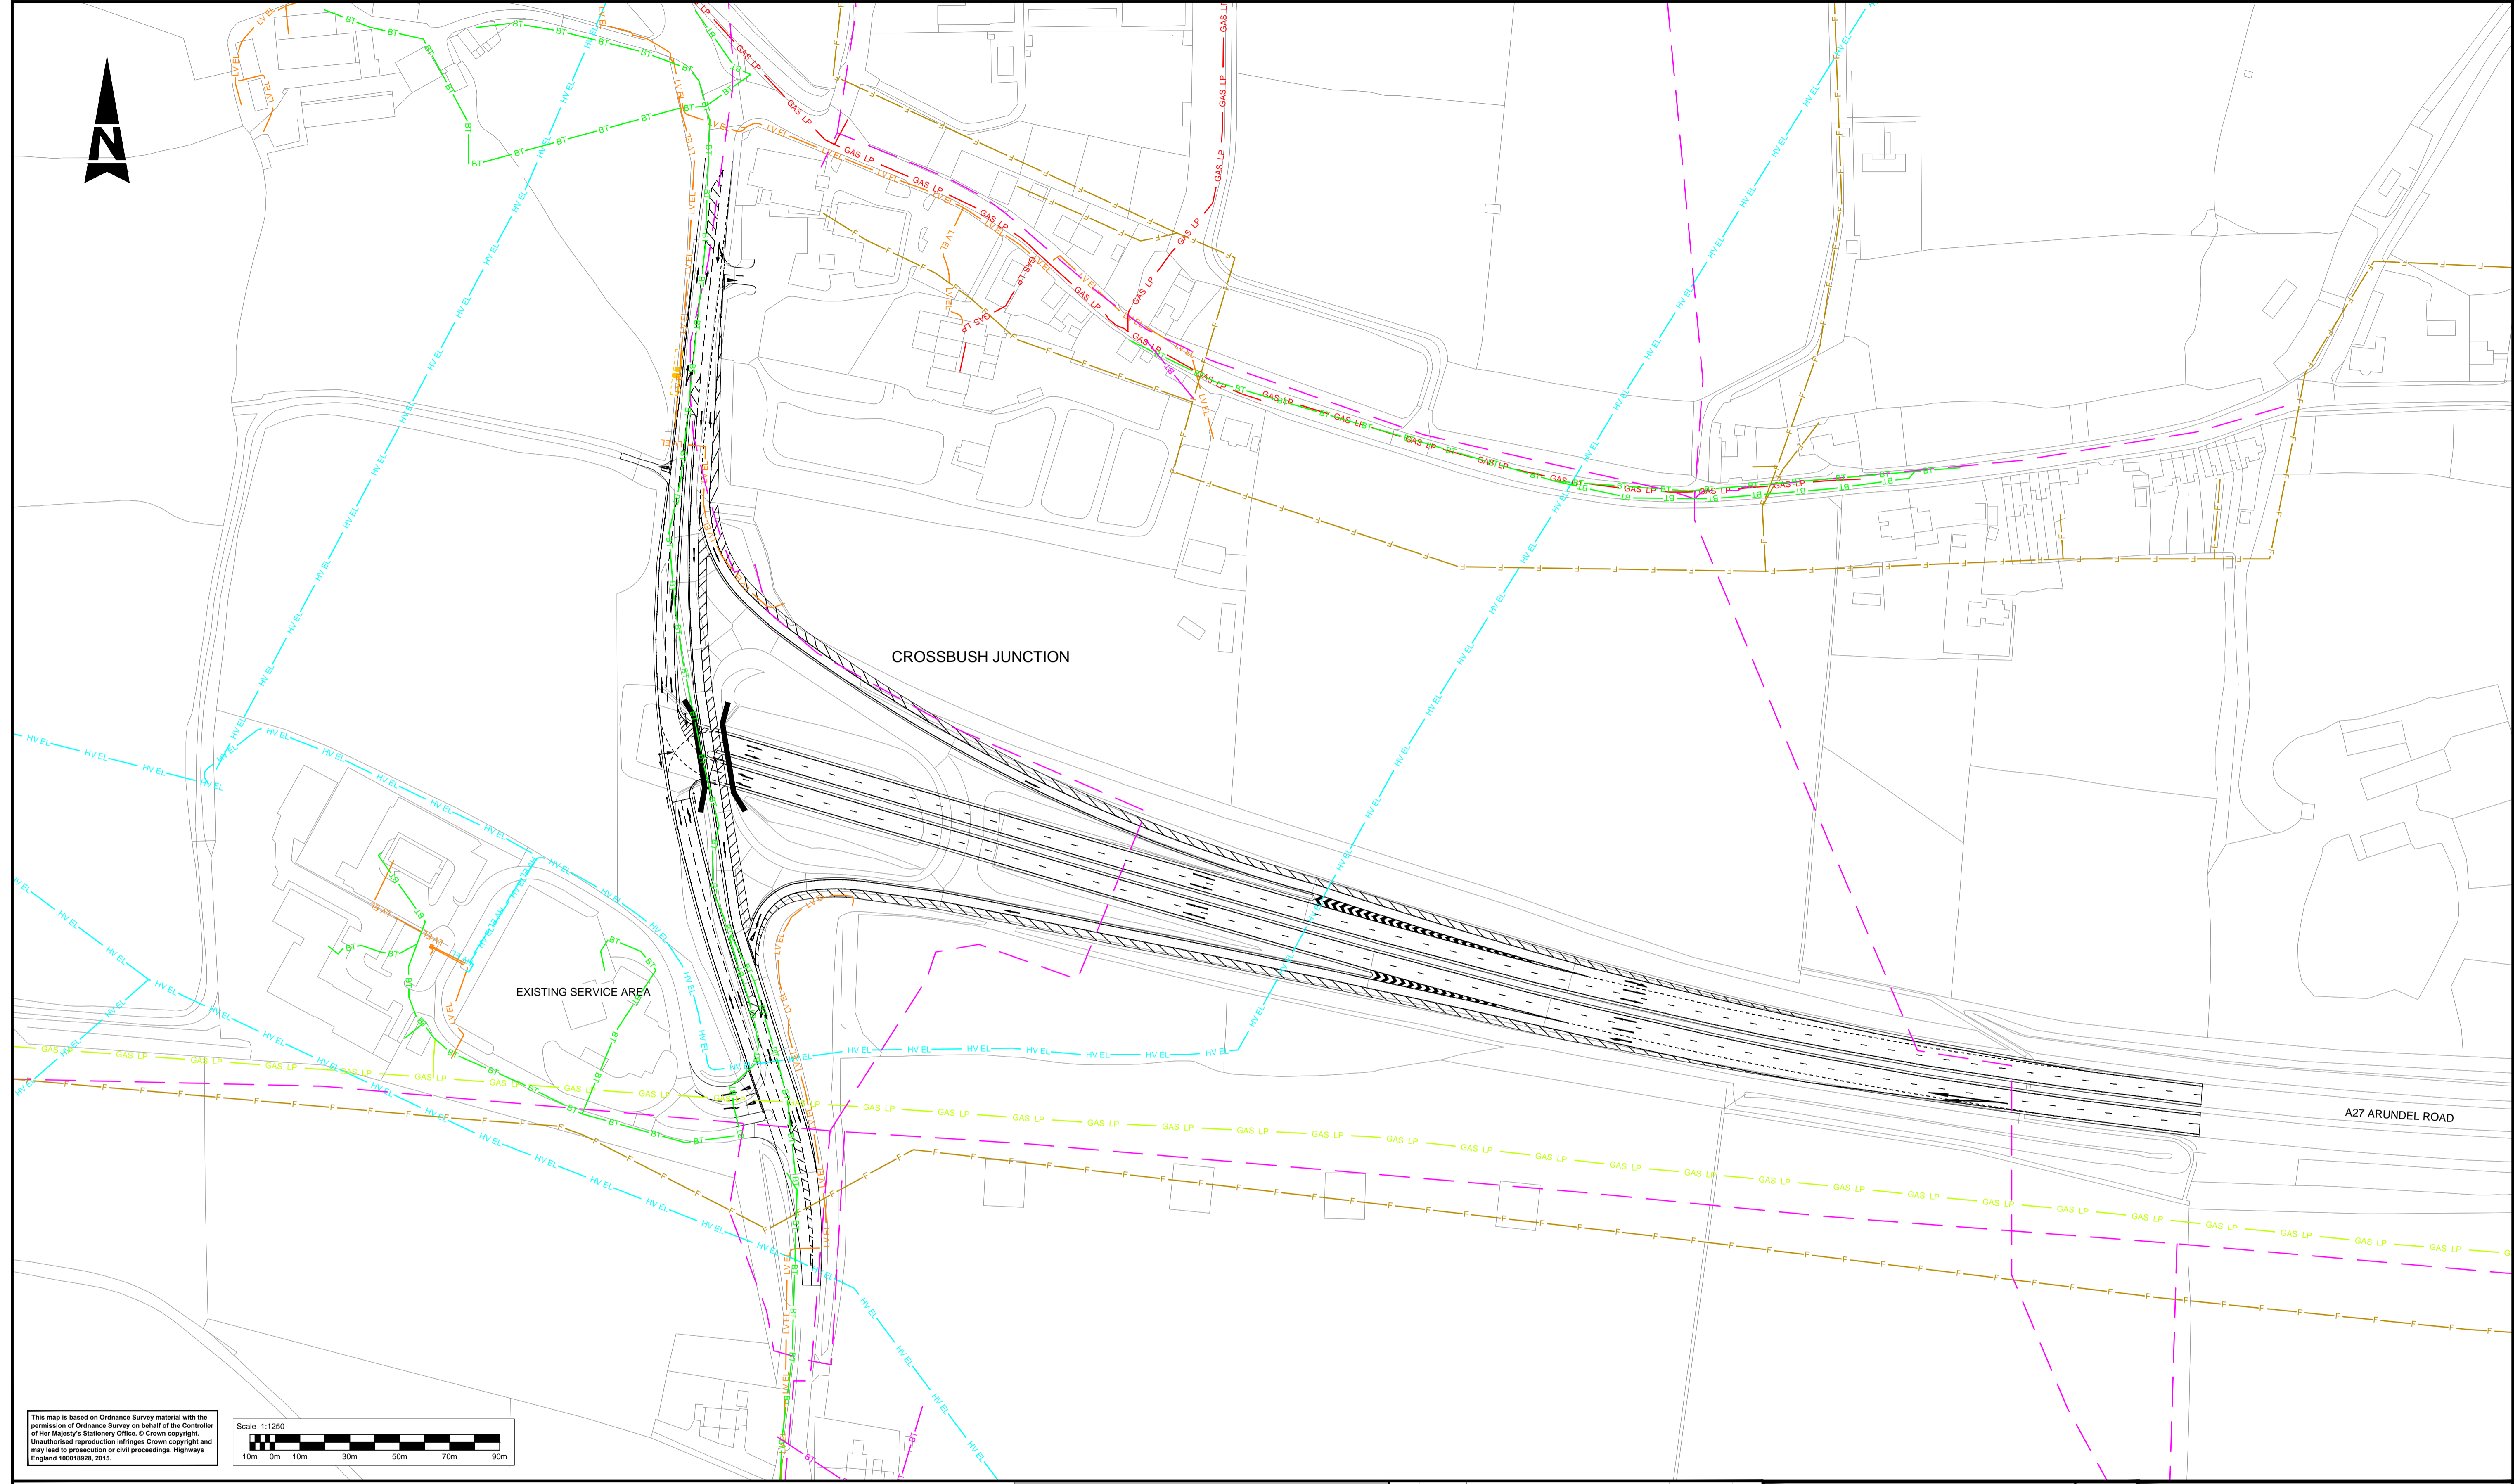 N
CROSSBUSH JUNCTION
EXISTING SERVICE AREA
A27 ARUNDEL ROAD
HV EL
LV EL
BT
GAS LP
F
This map is based on Ordnance Survey material with the
permission of Ordnance Survey on behalf of the Controller
of Her Majesty's Stationery Office. © Crown copyright.
Unauthorised reproduction infringes Crown copyright and
may lead to prosecution or civil proceedings. Highways
England 100018928, 2015.
Scale 1:1250
10m 0m 10m 30m 50m 70m 90m